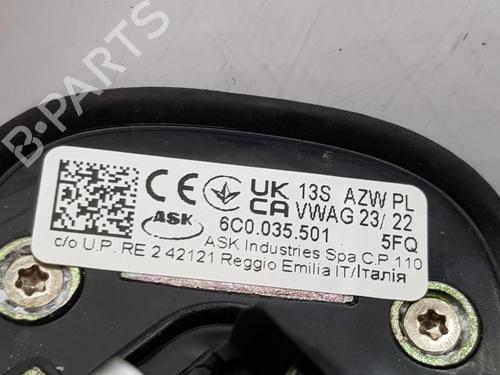 B-PARTS
CE UK CA 13S AZW PL
VWAG 23/ 22
ASK 6C0.035.501 5FQ
ASK Industries Spa C.P. 110
c/o U.P. RE 2 42121 Reggio Emilia IT/Італія